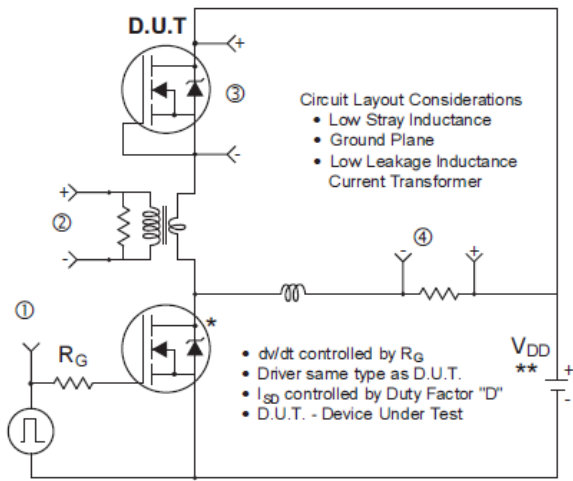 D.U.T
+
③
-
Circuit Layout Considerations
• Low Stray Inductance
• Ground Plane
• Low Leakage Inductance
Current Transformer
+
②
-
-
④
+
①
RG
*
• dv/dt controlled by RG
• Driver same type as D.U.T.
• ISD controlled by Duty Factor "D"
• D.U.T. - Device Under Test
VDD
**
+
-